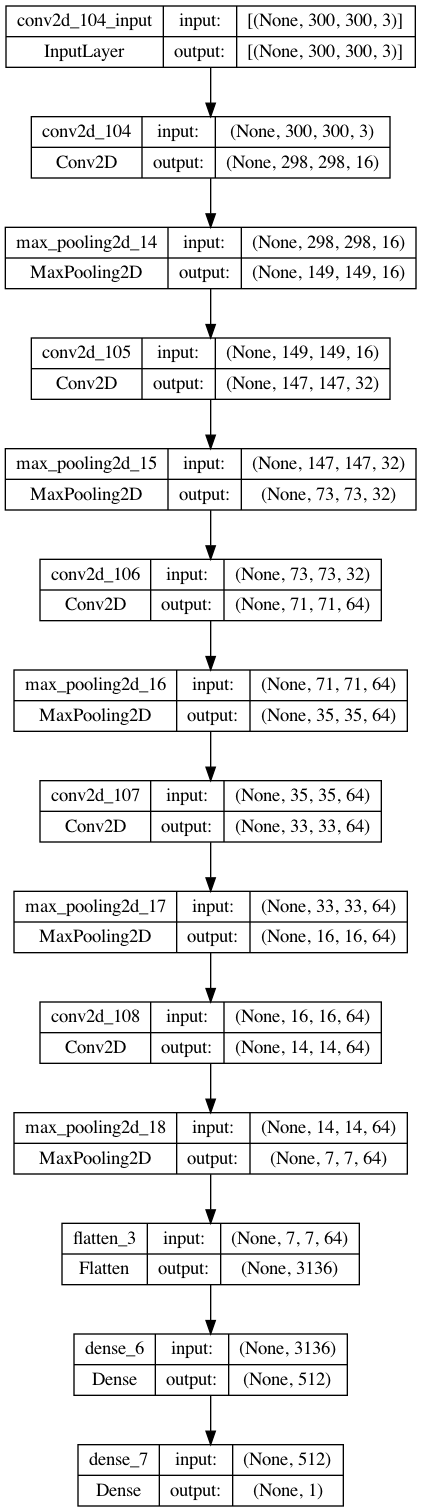 conv2d_104_input input: [(None, 300, 300, 3)]
InputLayer output: [(None, 300, 300, 3)]
conv2d_104 input: (None, 300, 300, 3)
Conv2D output: (None, 298, 298, 16)
max_pooling2d_14 input: (None, 298, 298, 16)
MaxPooling2D output: (None, 149, 149, 16)
conv2d_105 input: (None, 149, 149, 16)
Conv2D output: (None, 147, 147, 32)
max_pooling2d_15 input: (None, 147, 147, 32)
MaxPooling2D output: (None, 73, 73, 32)
conv2d_106 input: (None, 73, 73, 32)
Conv2D output: (None, 71, 71, 64)
max_pooling2d_16 input: (None, 71, 71, 64)
MaxPooling2D output: (None, 35, 35, 64)
conv2d_107 input: (None, 35, 35, 64)
Conv2D output: (None, 33, 33, 64)
max_pooling2d_17 input: (None, 33, 33, 64)
MaxPooling2D output: (None, 16, 16, 64)
conv2d_108 input: (None, 16, 16, 64)
Conv2D output: (None, 14, 14, 64)
max_pooling2d_18 input: (None, 14, 14, 64)
MaxPooling2D output: (None, 7, 7, 64)
flatten_3 input: (None, 7, 7, 64)
Flatten output: (None, 3136)
dense_6 input: (None, 3136)
Dense output: (None, 512)
dense_7 input: (None, 512)
Dense output: (None, 1)